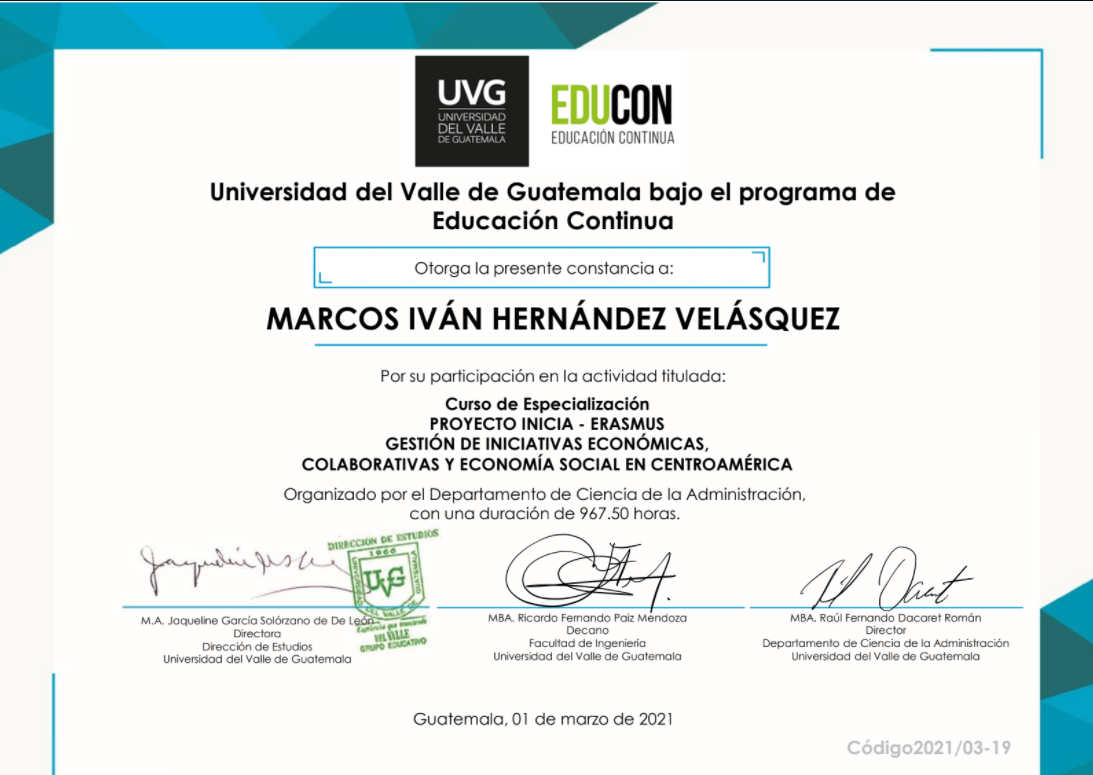 UVG
UNIVERSIDAD
DEL VALLE
DE GUATEMALA
EDUCON
EDUCACIÓN CONTINUA
Universidad del Valle de Guatemala bajo el programa de
Educación Continua
Otorga la presente constancia a:
MARCOS IVÁN HERNÁNDEZ VELÁSQUEZ
Por su participación en la actividad titulada:
Curso de Especialización
PROYECTO INICIA - ERASMUS
GESTIÓN DE INICIATIVAS ECONÓMICAS,
COLABORATIVAS Y ECONOMÍA SOCIAL EN CENTROAMÉRICA
Organizado por el Departamento de Ciencia de la Administración,
con una duración de 967.50 horas.
DIRECCION DE ESTUDIOS
1966
UNIVERSIDAD DEL VALLE DE GUATEMALA
UVG
DEL VALLE
GRUPO EDUCATIVO
M.A. Jaqueline García Solórzano de De León
Directora
Dirección de Estudios
Universidad del Valle de Guatemala
MBA. Ricardo Fernando Paiz Mendoza
Decano
Facultad de Ingeniería
Universidad del Valle de Guatemala
MBA. Raúl Fernando Dacaret Román
Director
Departamento de Ciencia de la Administración
Universidad del Valle de Guatemala
Guatemala, 01 de marzo de 2021
Código2021/03-19